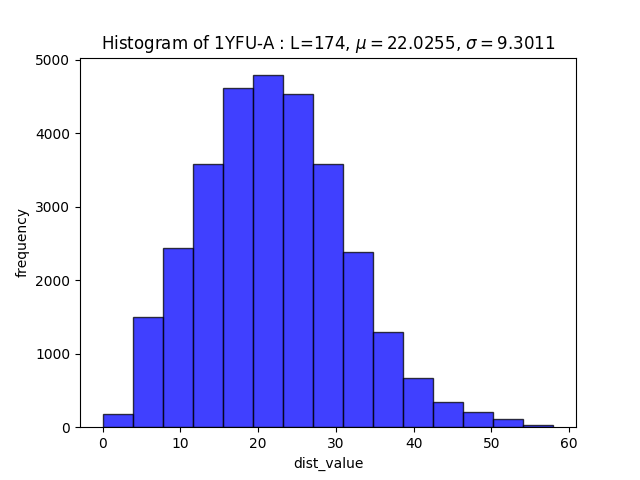 Histogram of 1YFU-A : L=174, μ = 22.0255, σ = 9.3011
5000
4000
3000
2000
1000
0
frequency
0 10 20 30 40 50 60
dist_value